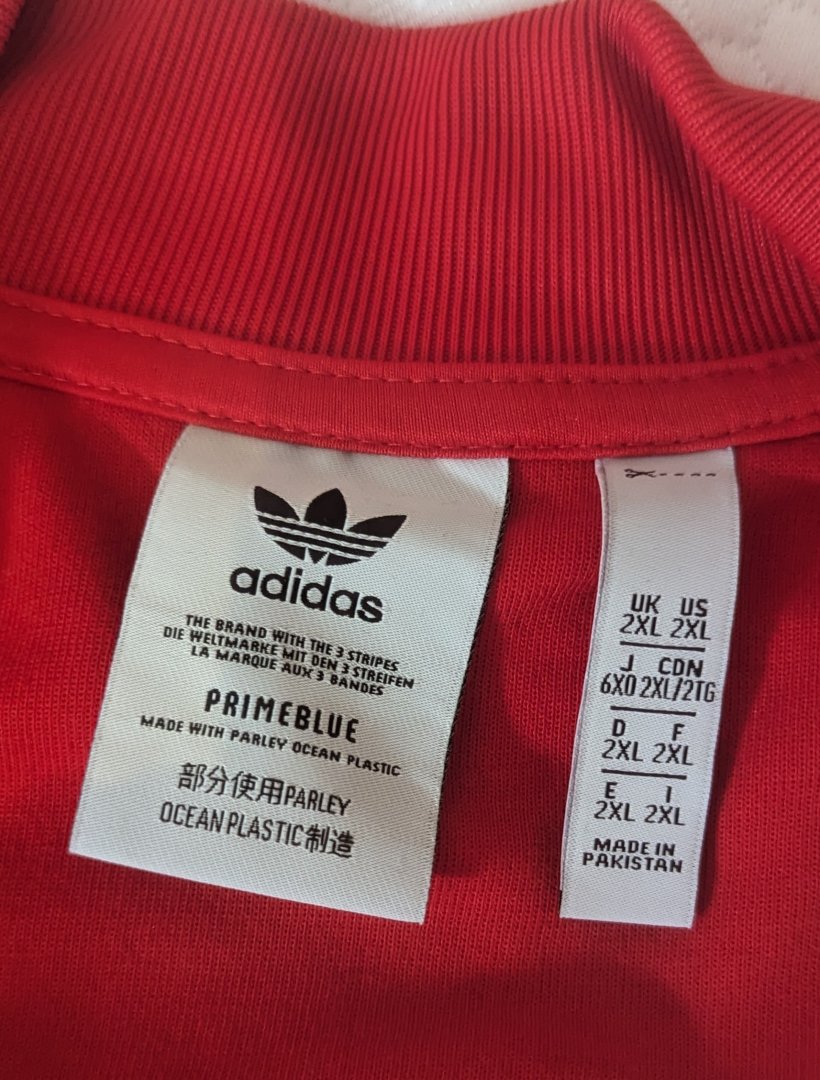 adidas
THE BRAND WITH THE 3 STRIPES
DIE WELTMARKE MIT DEN 3 STREIFEN
LA MARQUE AUX 3 BANDES
PRIMEBLUE
MADE WITH PARLEY OCEAN PLASTIC
部分使用PARLEY
OCEAN PLASTIC制造
UK US
2XL 2XL
J CDN
6XO 2XL/2TG
D F
2XL 2XL
E I
2XL 2XL
MADE IN
PAKISTAN